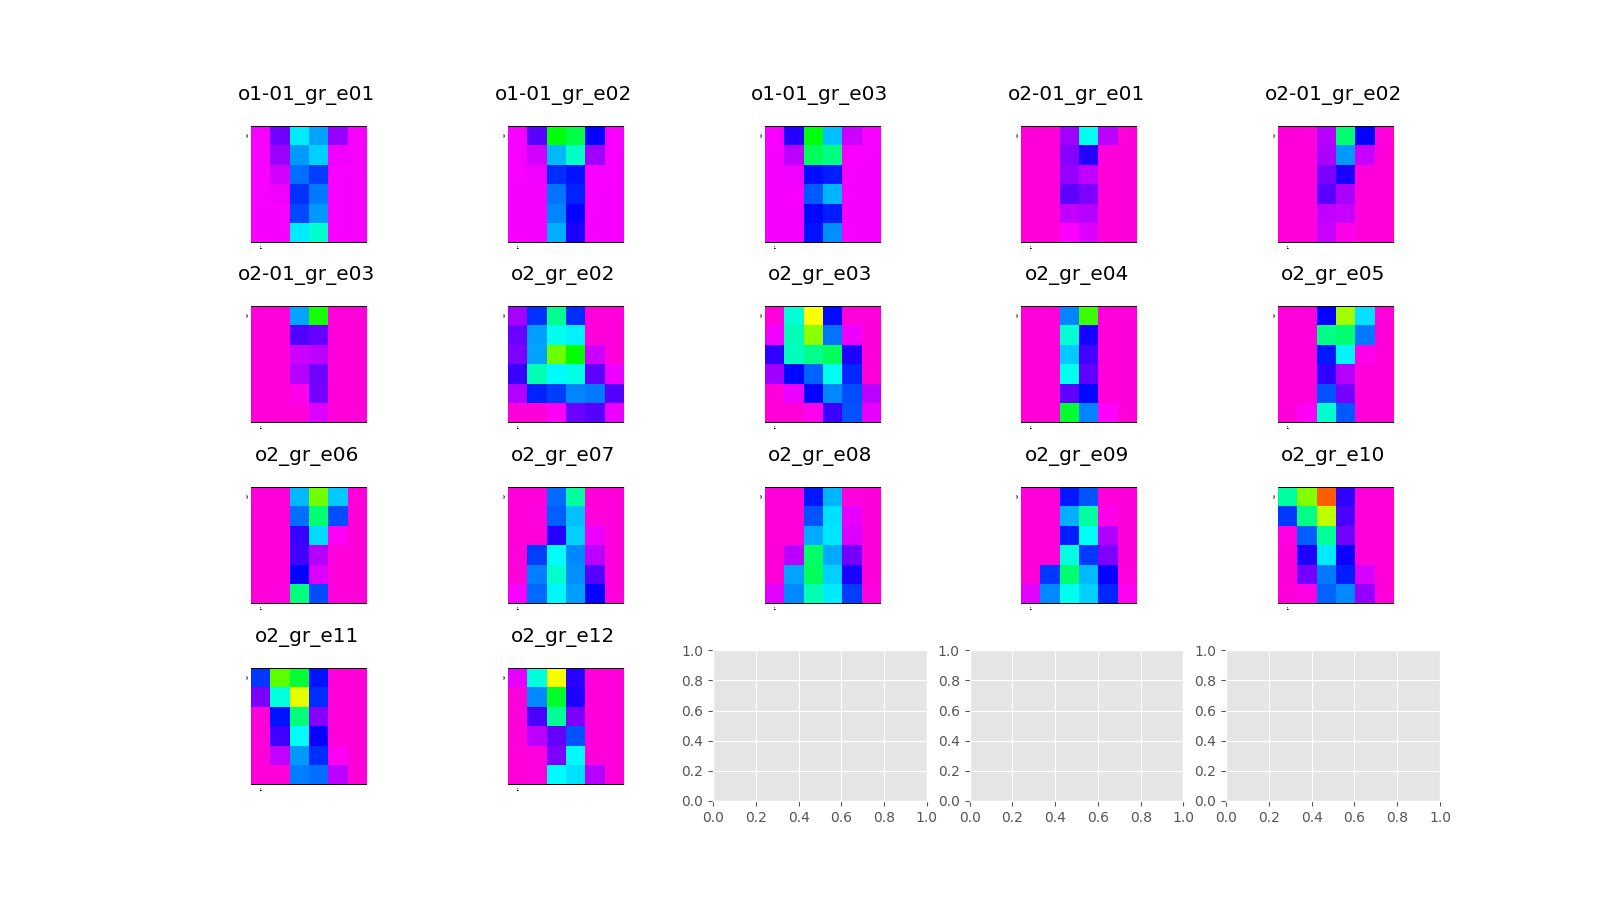 o1-01_gr_e01 o1-01_gr_e02 o1-01_gr_e03 o2-01_gr_e01 o2-01_gr_e02
o2-01_gr_e03 o2_gr_e02 o2_gr_e03 o2_gr_e04 o2_gr_e05
o2_gr_e06 o2_gr_e07 o2_gr_e08 o2_gr_e09 o2_gr_e10
o2_gr_e11 o2_gr_e12
1.0 1.0 1.0
0.8 0.8 0.8
0.6 0.6 0.6
0.4 0.4 0.4
0.2 0.2 0.2
0.0 0.0 0.0
0.0 0.2 0.4 0.6 0.8 1.0 0.0 0.2 0.4 0.6 0.8 1.0 0.0 0.2 0.4 0.6 0.8 1.0